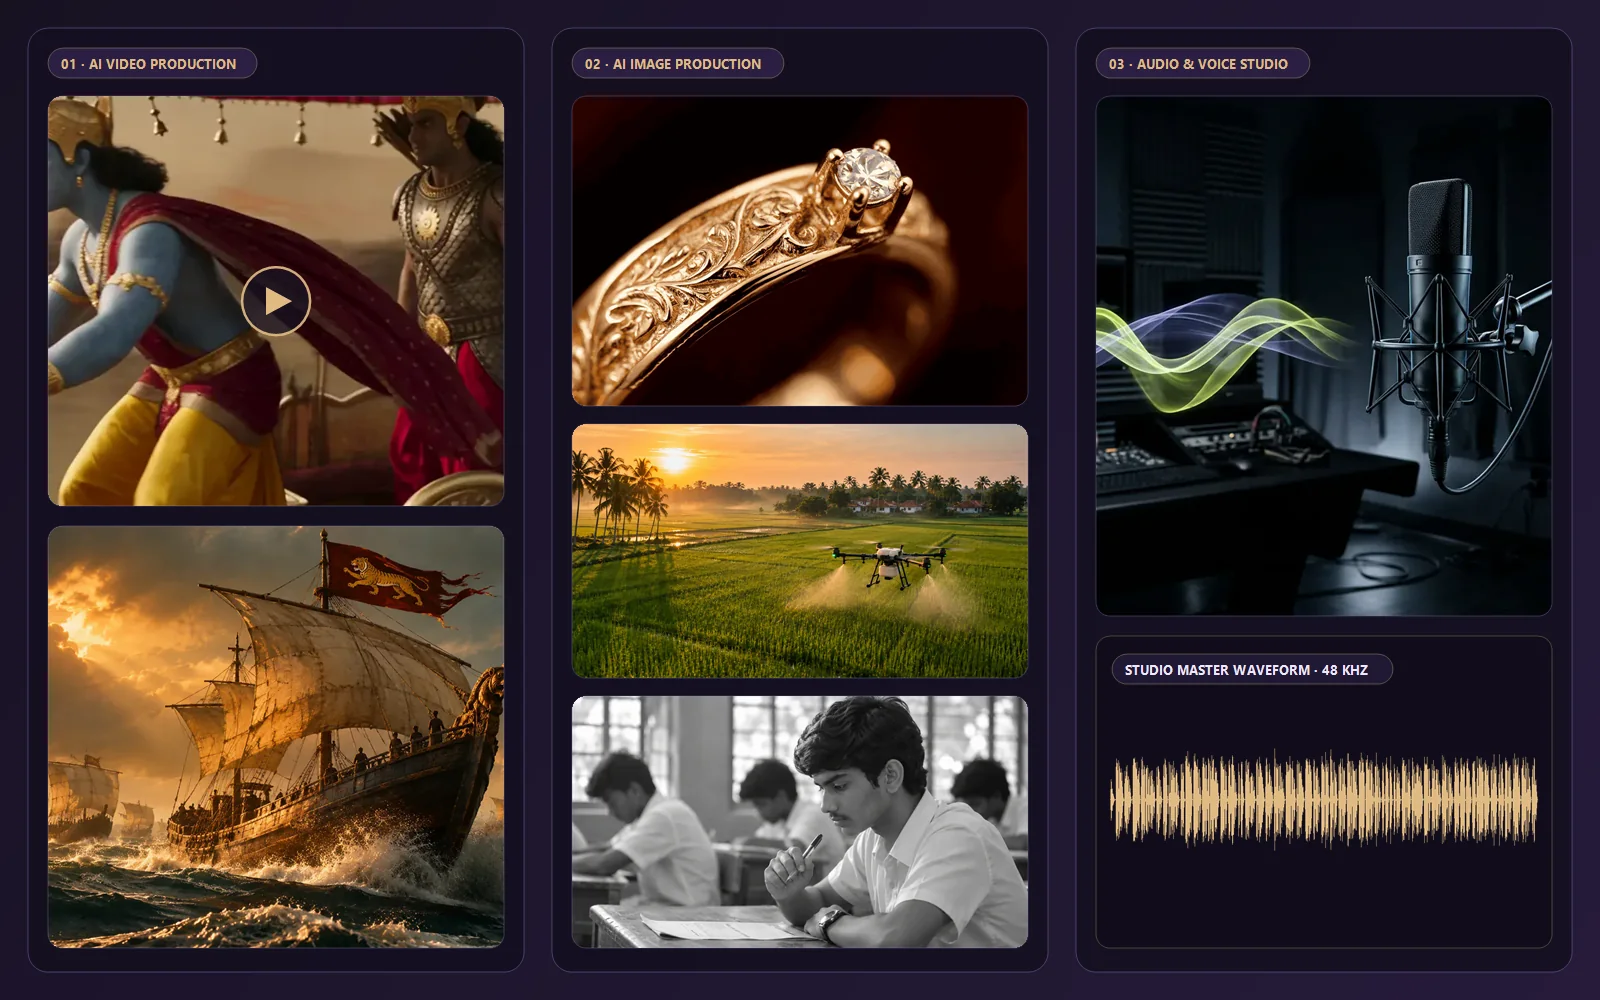 01 · AI VIDEO PRODUCTION
02 · AI IMAGE PRODUCTION
03 · AUDIO & VOICE STUDIO
STUDIO MASTER WAVEFORM · 48 KHZ